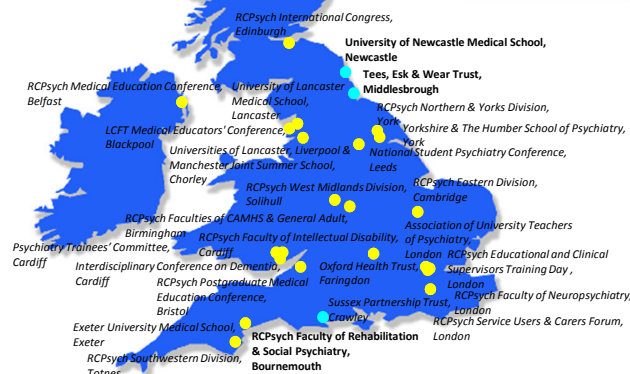 RCPsych International Congress,
Edinburgh
University of Newcastle Medical School,
Newcastle
Tees, Esk & Wear Trust,
Middlesbrough
RCPsych Medical Education Conference,
Belfast
University of Lancaster
Medical School,
Lancaster
RCPsych Northern & Yorks Division,
York
LCFT Medical Educators' Conference,
Blackpool
Yorkshire & The Humber School of Psychiatry,
York
Universities of Lancaster, Liverpool &
Manchester Joint Summer School,
Chorley
National Student Psychiatry Conference,
Leeds
RCPsych West Midlands Division,
Solihull
RCPsych Eastern Division,
Cambridge
RCPsych Faculties of CAMHS & General Adult,
Birmingham
Association of University Teachers
of Psychiatry,
London
Psychiatry Trainees' Committee,
Cardiff
RCPsych Faculty of Intellectual Disability,
Cardiff
Interdisciplinary Conference on Dementia,
Cardiff
Oxford Health Trust,
Faringdon
RCPsych Educational and Clinical
Supervisors Training Day ,
London
RCPsych Postgraduate Medical
Education Conference,
Bristol
Sussex Partnership Trust,
Crawley
RCPsych Faculty of Neuropsychiatry,
London
RCPsych Service Users & Carers Forum,
London
Exeter University Medical School,
Exeter
RCPsych Faculty of Rehabilitation
& Social Psychiatry,
Bournemouth
RCPsych Southwestern Division,
Totnes